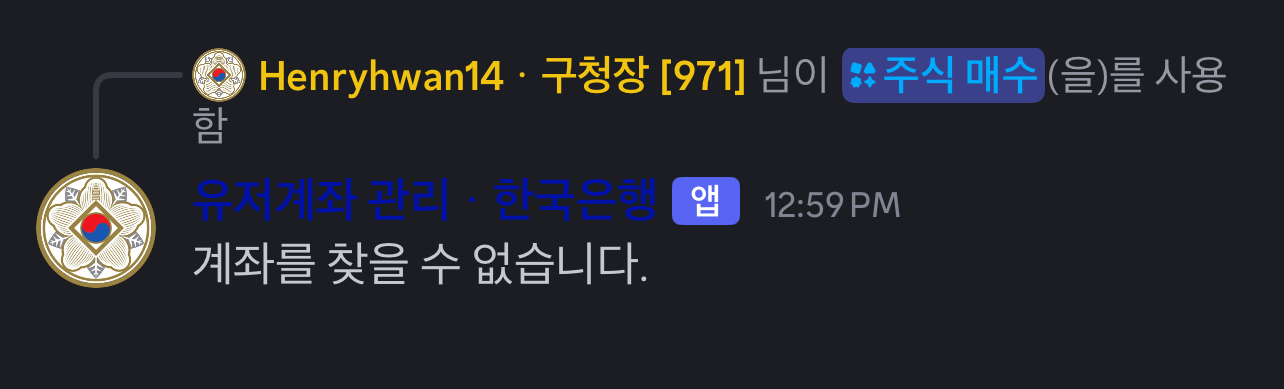 Henryhwan14 · 구청장 [971] 님이 주식 매수(을)를 사용
함
유저계좌 관리 · 한국은행 앱 12:59 PM
계좌를 찾을 수 없습니다.